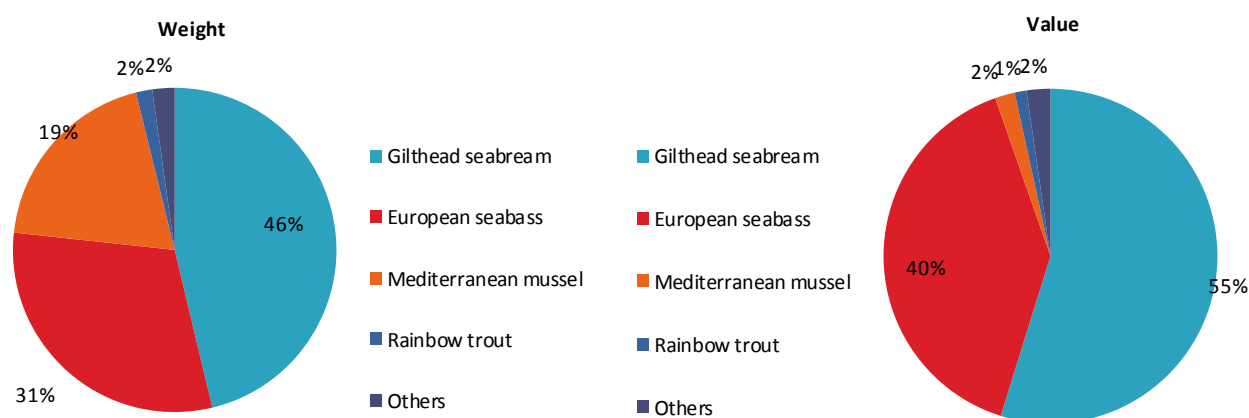 Weight
2% 2%
19%
46%
31%
Gilthead seabream
European seabass
Mediterranean mussel
Rainbow trout
Others
Gilthead seabream
European seabass
Mediterranean mussel
Rainbow trout
Others
Value
2% 1% 2%
40%
55%